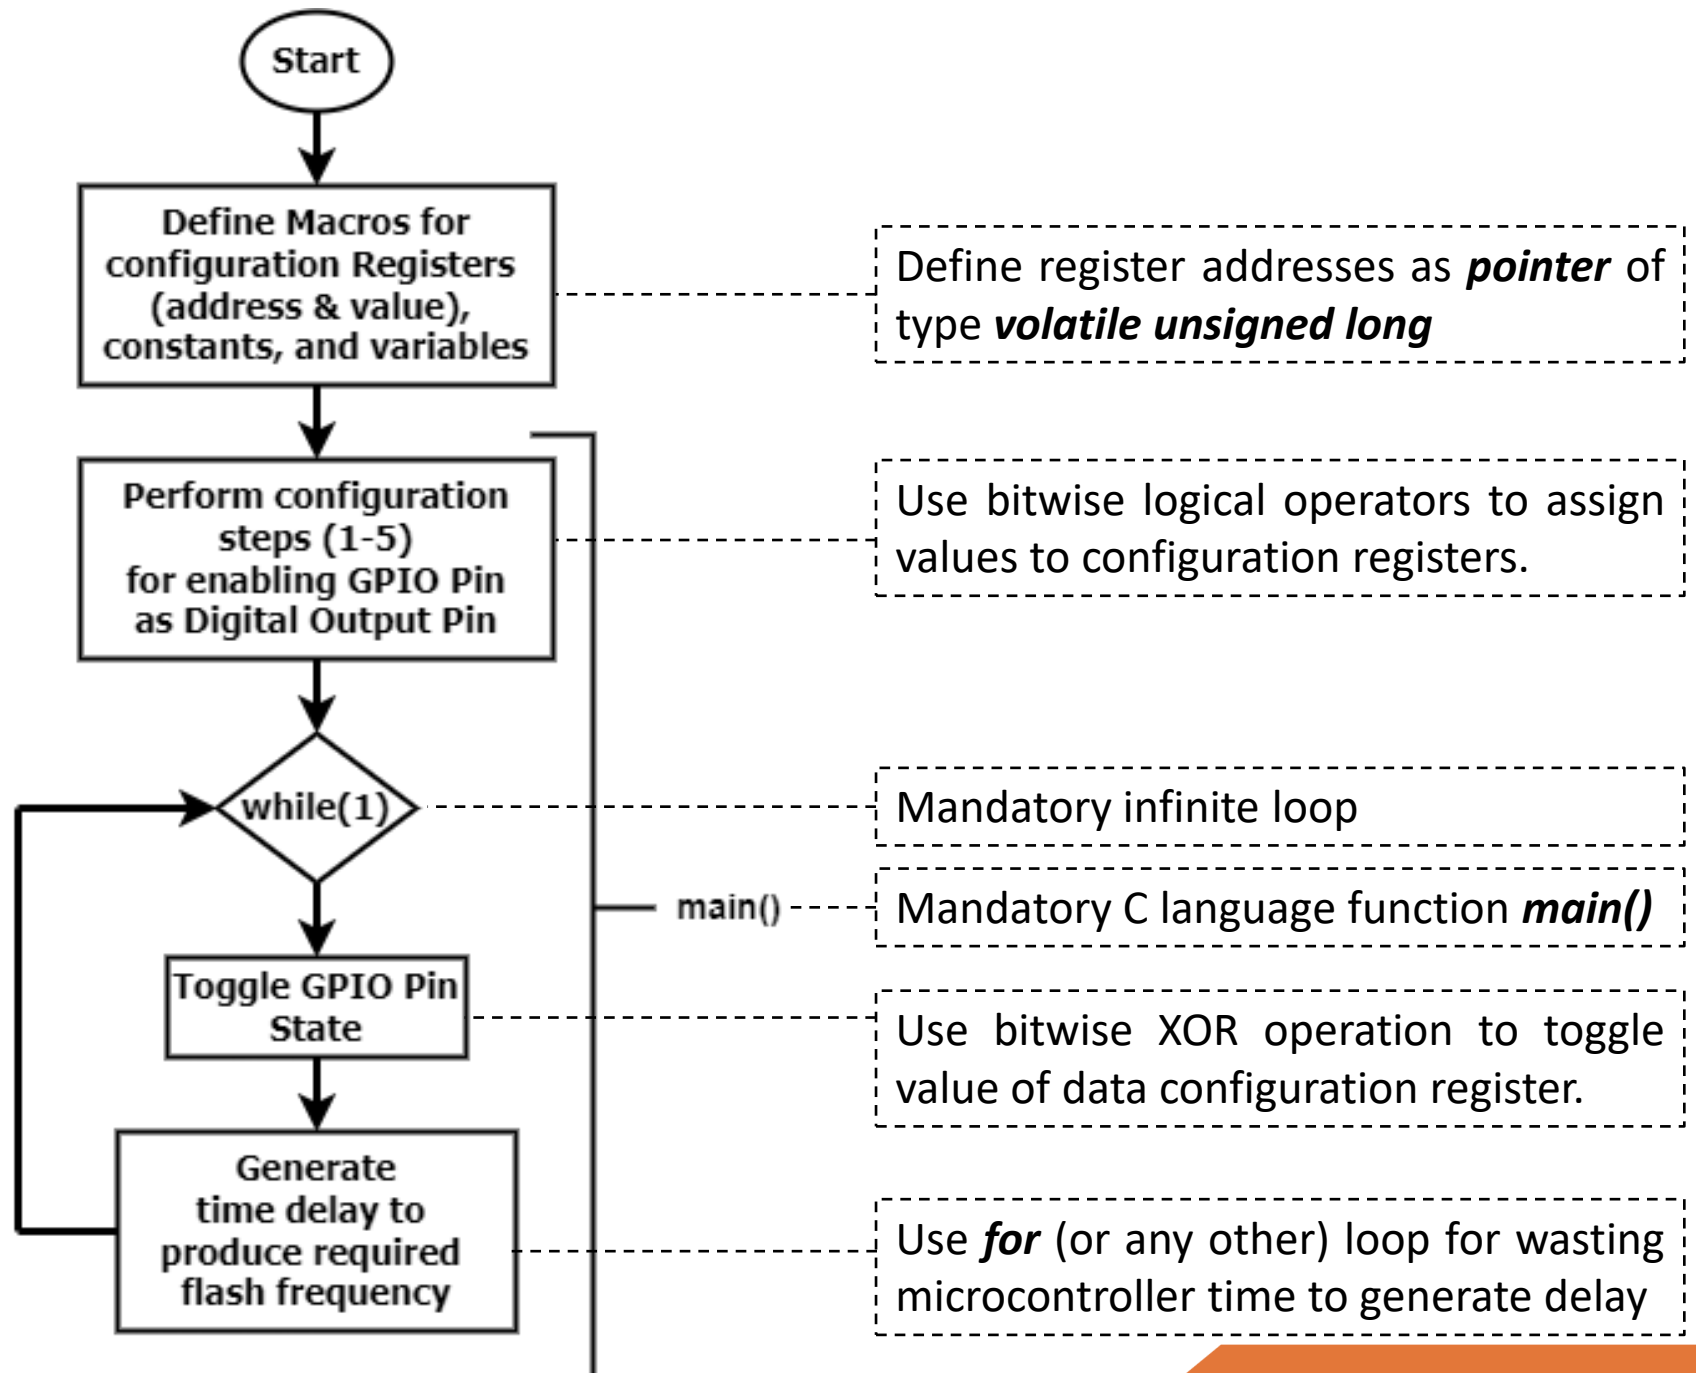 Start
Define Macros for
configuration Registers
(address & value),
constants, and variables
Define register addresses as pointer of
type volatile unsigned long
Perform configuration
steps (1-5)
for enabling GPIO Pin
as Digital Output Pin
Use bitwise logical operators to assign
values to configuration registers.
while(1)
Mandatory infinite loop
main()
Mandatory C language function main()
Toggle GPIO Pin
State
Use bitwise XOR operation to toggle
value of data configuration register.
Generate
time delay to
produce required
flash frequency
Use for (or any other) loop for wasting
microcontroller time to generate delay